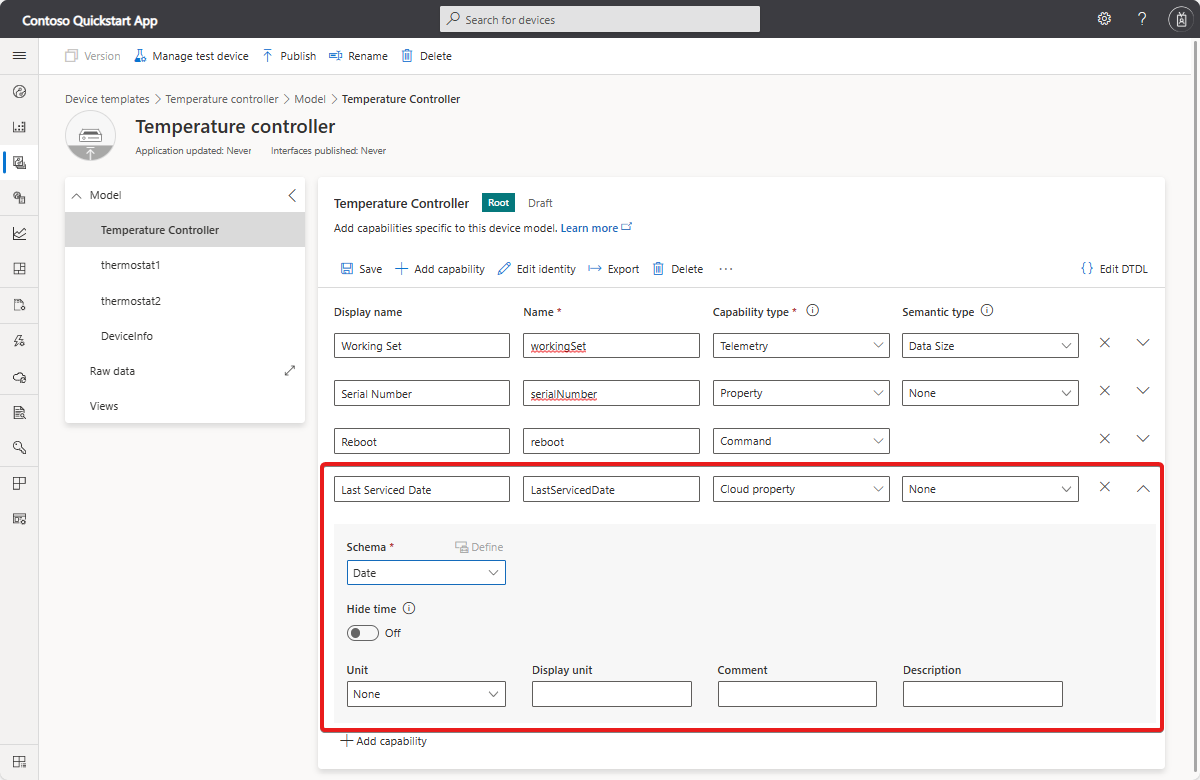 Contoso Quickstart App
Search for devices
?
Version Manage test device Publish Rename Delete
Device templates > Temperature controller > Model > Temperature Controller
Temperature controller
Application updated: Never Interfaces published: Never
Model
Temperature Controller
thermostat1
thermostat2
DeviceInfo
Raw data
Views
Temperature Controller Root Draft
Add capabilities specific to this device model. Learn more
Save Add capability Edit identity Export Delete ... {} Edit DTDL
Display name Name * Capability type * Semantic type
Working Set workingSet Telemetry Data Size
Serial Number serialNumber Property None
Reboot reboot Command
Last Serviced Date LastServicedDate Cloud property None
Schema * Define
Date
Hide time
Off
Unit Display unit Comment Description
None
Add capability